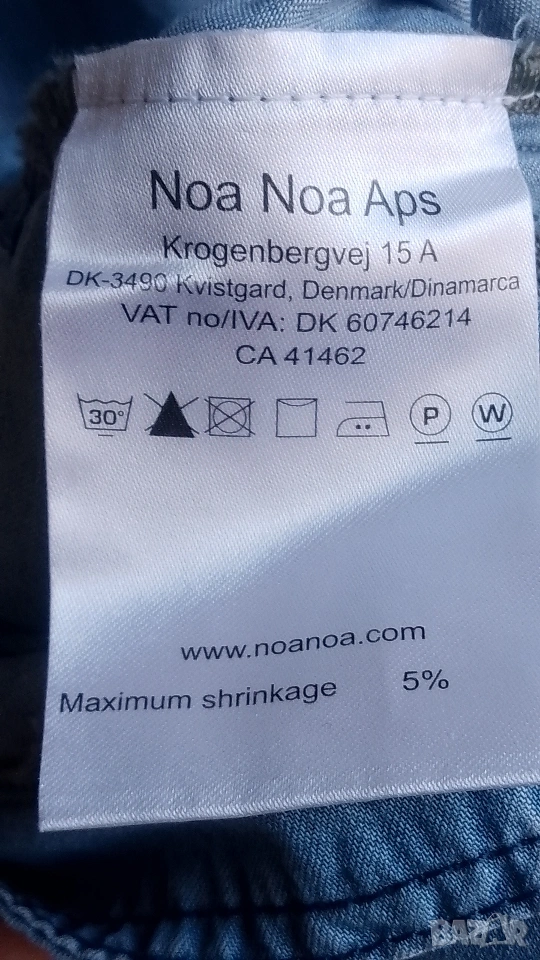 Noa Noa Aps
Krogenbergvej 15 A
DK-3490 Kvistgard, Denmark/Dinamarca
VAT no/IVA: DK 60746214
CA 41462
30° P W
www.noanoa.com
Maximum shrinkage 5%
BAZAR